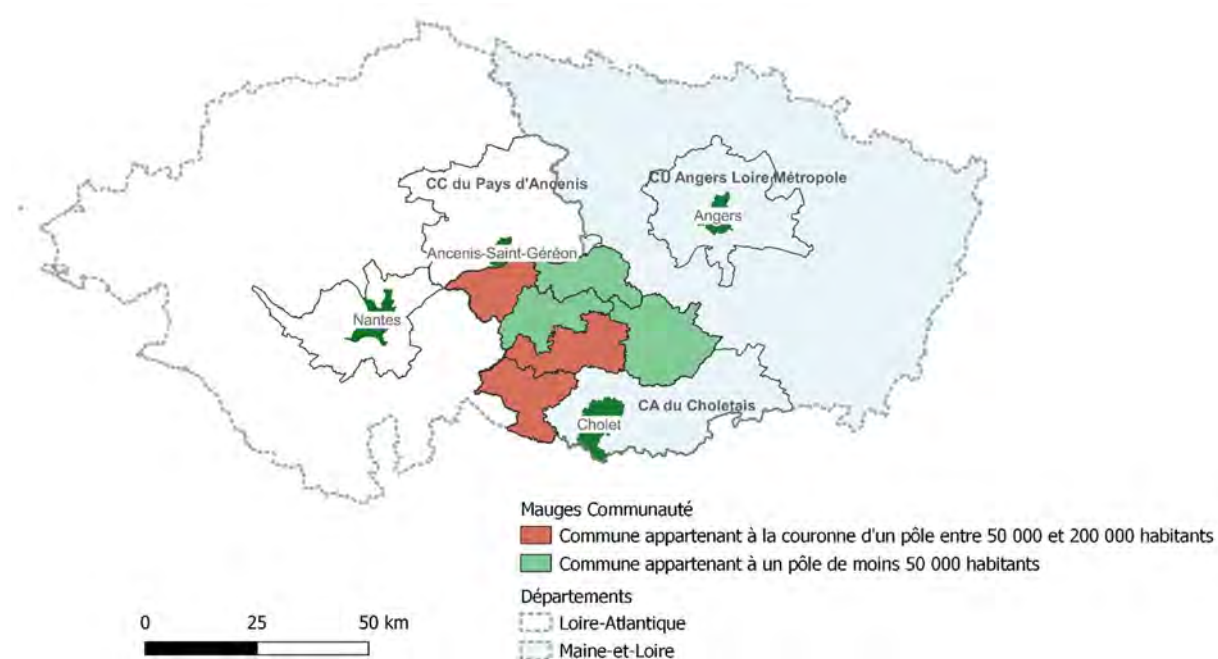 CC du Pays d'Ancenis
CU Angers Loire Métropole
Angers
Ancenis-Saint-Géréon
Nantes
CA du Choletais
Cholet
Mauges Communauté
Commune appartenant à la couronne d'un pôle entre 50 000 et 200 000 habitants
Commune appartenant à un pôle de moins 50 000 habitants
Départements
Loire-Atlantique
Maine-et-Loire
0 25 50 km